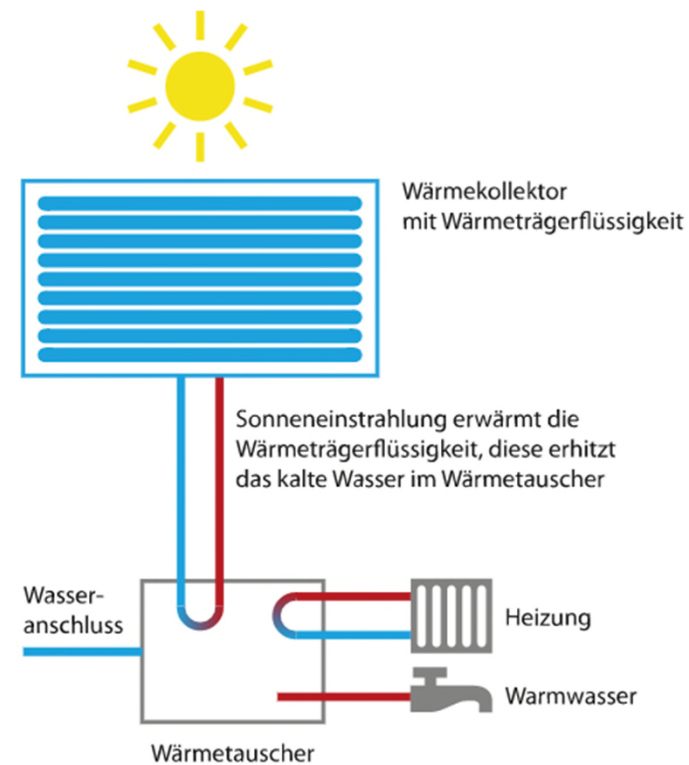 Wärmekollektor
mit Wärmeträgerflüssigkeit
Sonneneinstrahlung erwärmt die
Wärmeträgerflüssigkeit, diese erhitzt
das kalte Wasser im Wärmetauscher
Wasser-
anschluss
Heizung
Warmwasser
Wärmetauscher